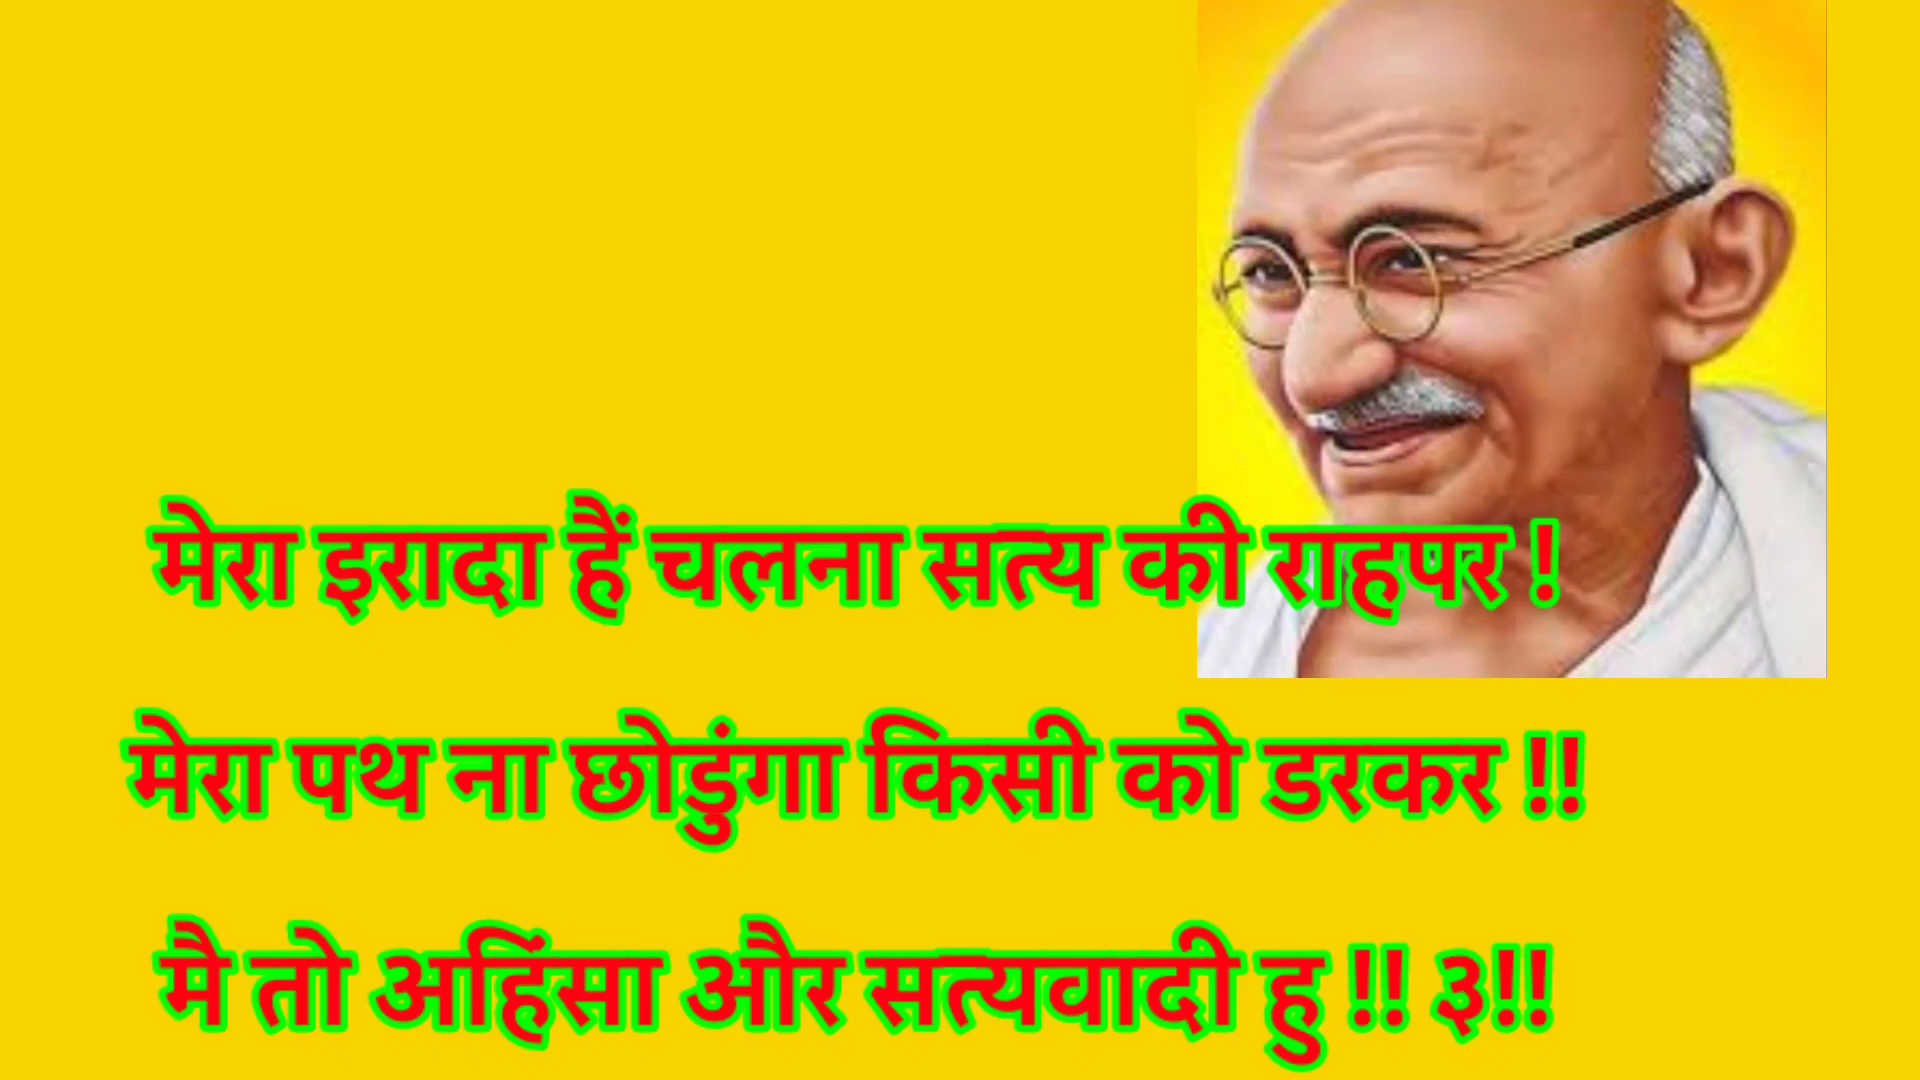 मेरा इरादा हैं चलना सत्य की राहपर !
मेरा पथ ना छोडुंगा किसी को डरकर !!
मै तो अहिंसा और सत्यवादी हु !! ३!!